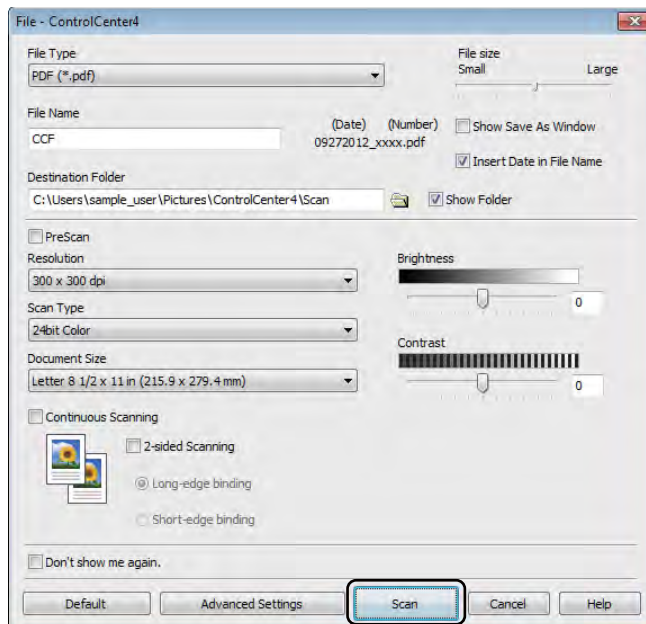 File - ControlCenter4
File Type
PDF (*.pdf)
File size
Small Large
File Name
CCF
(Date) (Number)
09272012_xxxx.pdf
Show Save As Window
Insert Date in File Name
Destination Folder
C:\Users\sample_user\Pictures\ControlCenter4\Scan
Show Folder
PreScan
Resolution
300 x 300 dpi
Scan Type
24bit Color
Document Size
Letter 8 1/2 x 11 in (215.9 x 279.4 mm)
Brightness
0
Contrast
0
Continuous Scanning
2-sided Scanning
Long-edge binding
Short-edge binding
Don't show me again.
Default Advanced Settings Scan Cancel Help